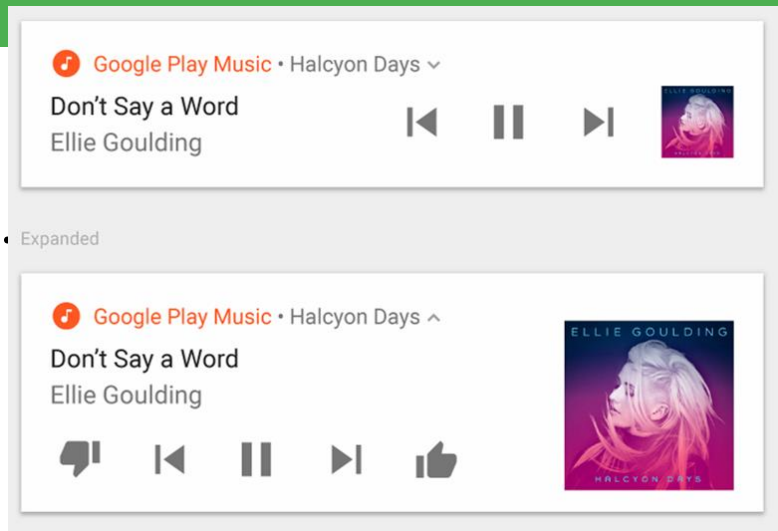 Google Play Music • Halcyon Days
Don't Say a Word
Ellie Goulding
ELLIE GOULDING
HALCYON DAYS
Expanded
Google Play Music • Halcyon Days
Don't Say a Word
Ellie Goulding
ELLIE GOULDING
HALCYON DAYS